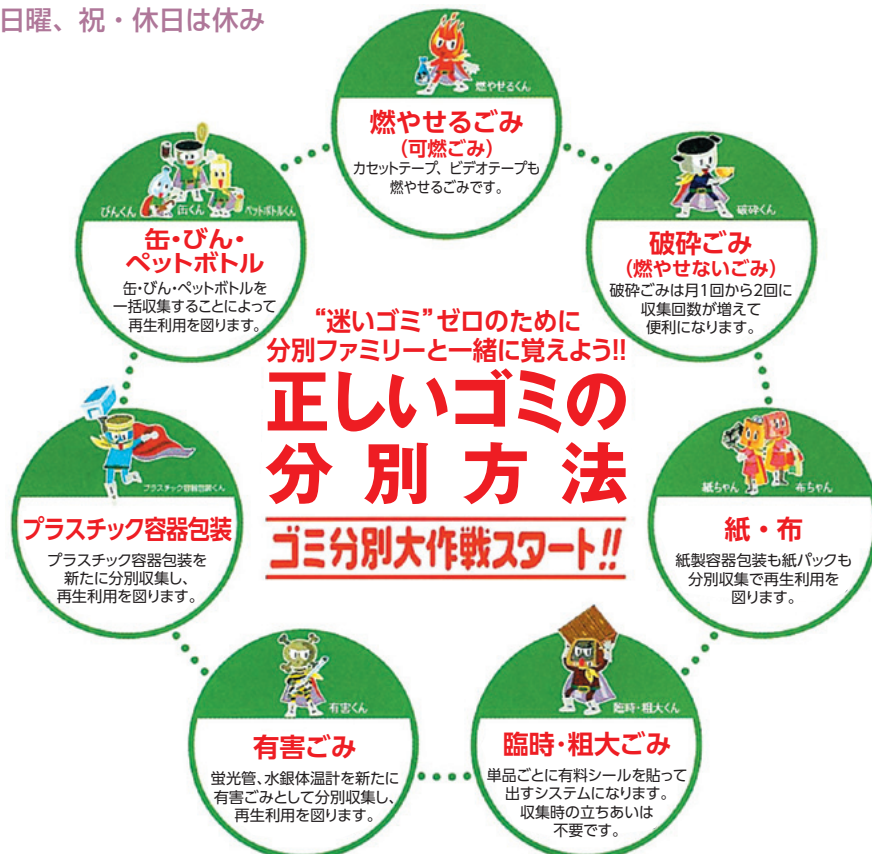 日曜、祝・休日は休み
燃やせるくん
燃やせるごみ
(可燃ごみ)
カセットテープ、ビデオテープも
燃やせるごみです。
びんくん
缶くん
ペットボトルくん
缶・びん・
ペットボトル
缶・びん・ペットボトルを
一括収集することによって
再生利用を図ります。
破砕くん
破砕ごみ
(燃やせないごみ)
破砕ごみは月1回から2回に
収集回数が増えて
便利になります。
“迷いゴミ”ゼロのために
分別ファミリーと一緒に覚えよう!!
正しいゴミの
分別方法
ゴミ分別大作戦スタート!!
プラスチック容器包装くん
プラスチック容器包装
プラスチック容器包装を
新たに分別収集し、
再生利用を図ります。
紙ちゃん
布ちゃん
紙・布
紙製容器包装も紙パックも
分別収集で再生利用を
図ります。
有害くん
有害ごみ
蛍光管、水銀体温計を新たに
有害ごみとして分別収集し、
再生利用を図ります。
臨時・粗大くん
臨時・粗大ごみ
単品ごとに有料シールを貼って
出すシステムになります。
収集時の立ちあいは
不要です。